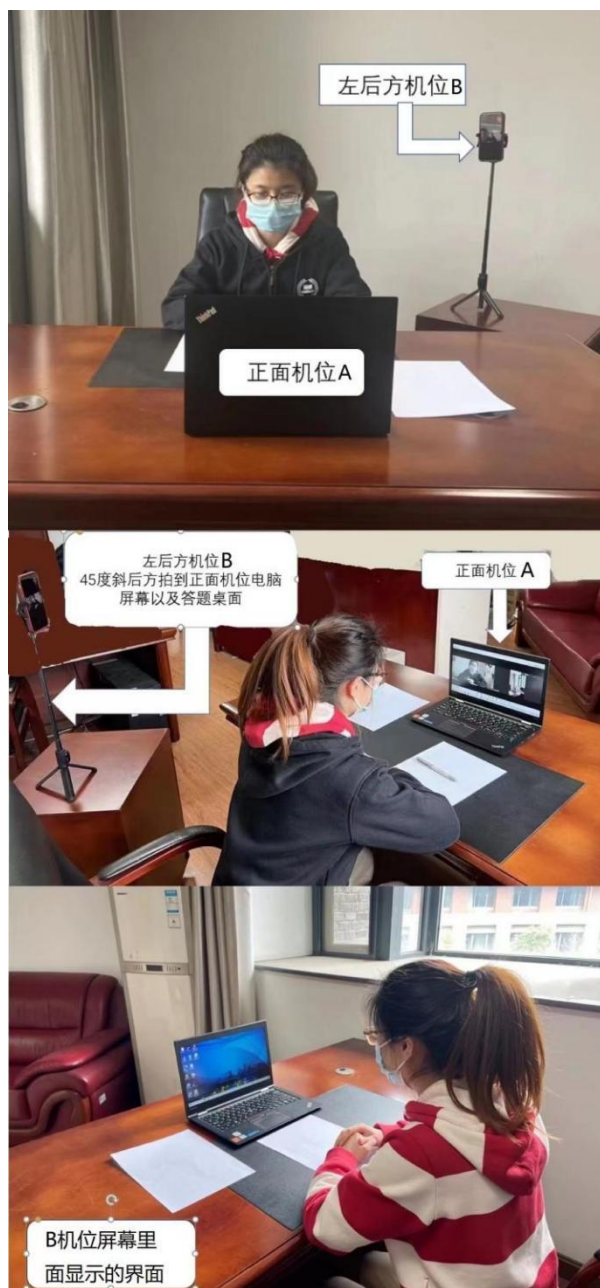 左后方机位B
ThinkPad
正面机位A
左后方机位B
45度斜后方拍到正面机位电脑
屏幕以及答题桌面
正面机位 A
B机位屏幕里
面显示的界面